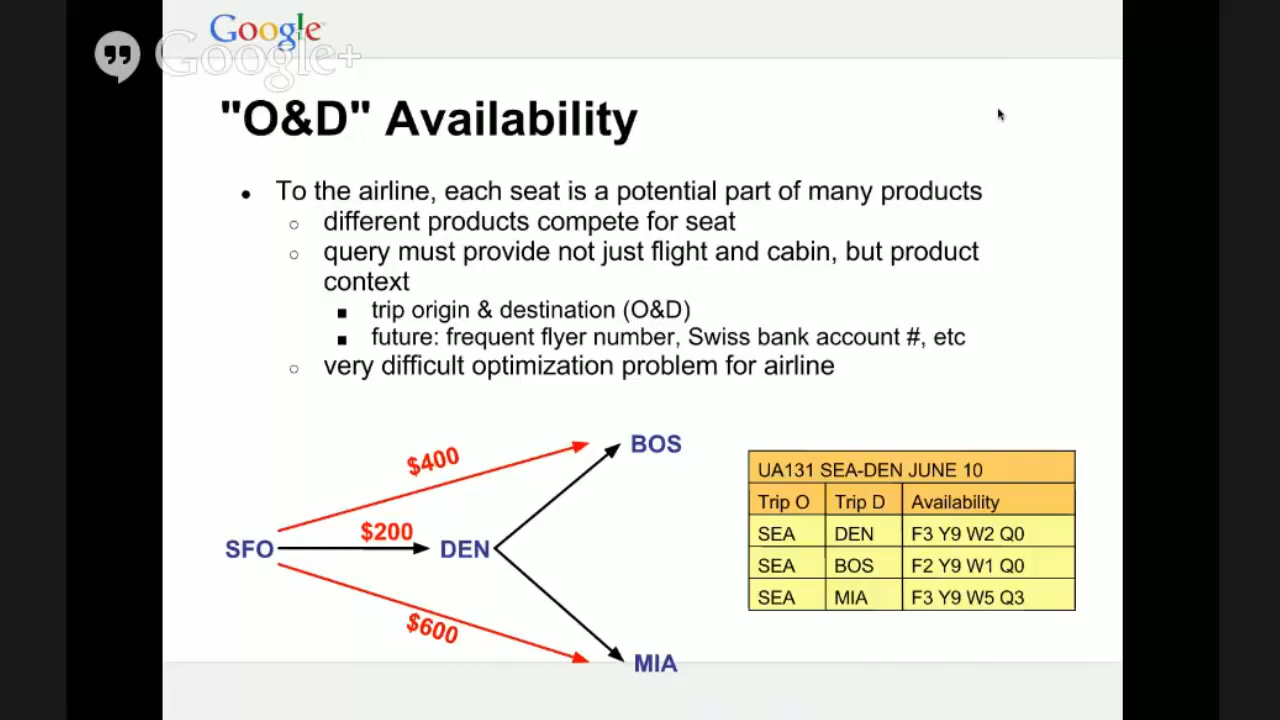 Google
Google+
"O&D" Availability
● To the airline, each seat is a potential part of many products
○ different products compete for seat
○ query must provide not just flight and cabin, but product
context
■ trip origin & destination (O&D)
■ future: frequent flyer number, Swiss bank account #, etc
○ very difficult optimization problem for airline
$400
BOS
$200
SFO
DEN
$600
MIA
UA131 SEA-DEN JUNE 10
Trip O Trip D Availability
SEA DEN F3 Y9 W2 Q0
SEA BOS F2 Y9 W1 Q0
SEA MIA F3 Y9 W5 Q3